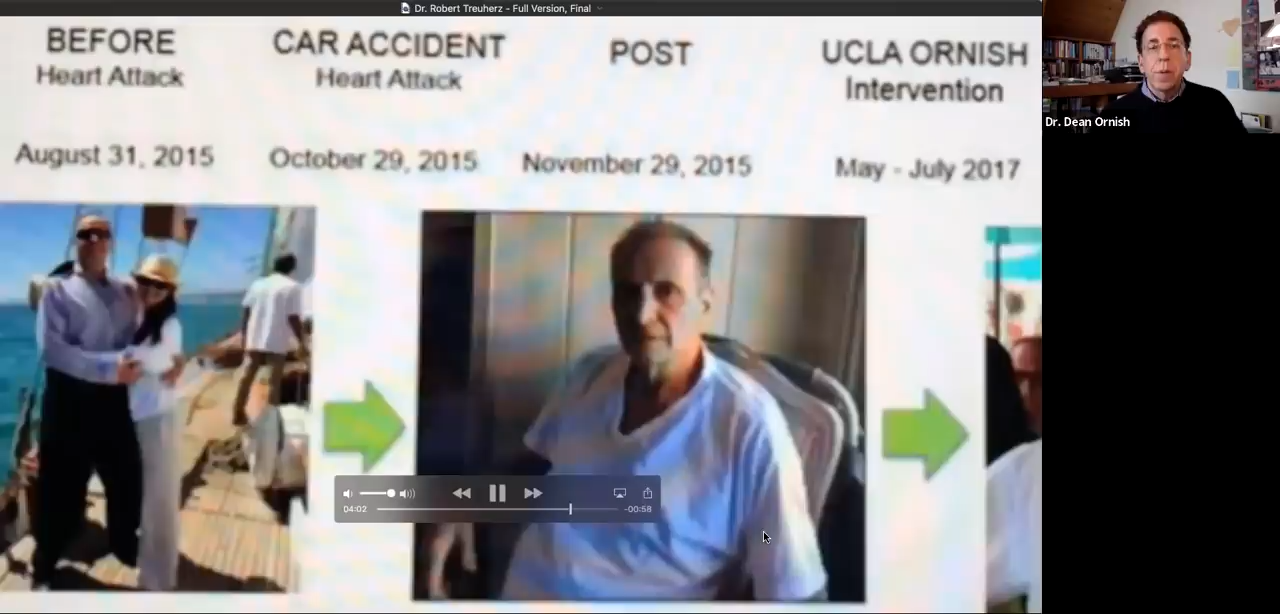 Dr. Robert Treuherz - Full Version, Final
BEFORE
Heart Attack
August 31, 2015
CAR ACCIDENT
Heart Attack
October 29, 2015
POST
November 29, 2015
UCLA ORNISH
Intervention
May - July 2017
04:02
-00:58
Dr. Dean Ornish